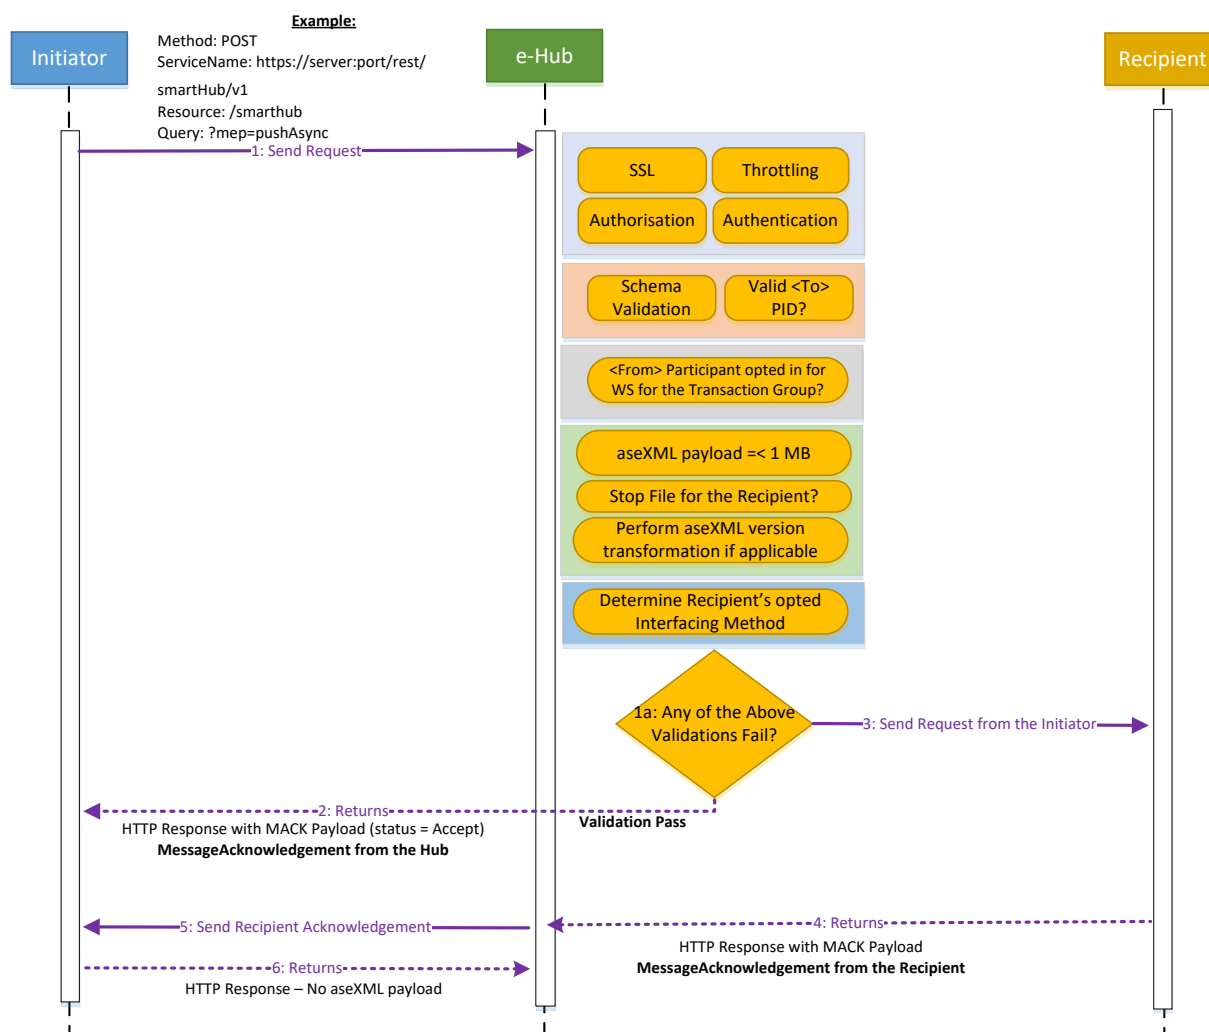 Example:
Initiator
Method: POST
ServiceName: https://server:port/rest/
smartHub/v1
Resource: /smarthub
Query: ?mep=pushAsync
e-Hub
Recipient
1: Send Request
SSL
Throttling
Authorisation
Authentication
Schema
Validation
Valid <To>
PID?
<From> Participant opted in for
WS for the Transaction Group?
aseXML payload =< 1 MB
Stop File for the Recipient?
Perform aseXML version
transformation if applicable
Determine Recipient's opted
Interfacing Method
1a: Any of the Above
Validations Fail?
3: Send Request from the Initiator
2: Returns
HTTP Response with MACK Payload (status = Accept)
MessageAcknowledgement from the Hub
Validation Pass
5: Send Recipient Acknowledgement
4: Returns
HTTP Response with MACK Payload
MessageAcknowledgement from the Recipient
6: Returns
HTTP Response – No aseXML payload